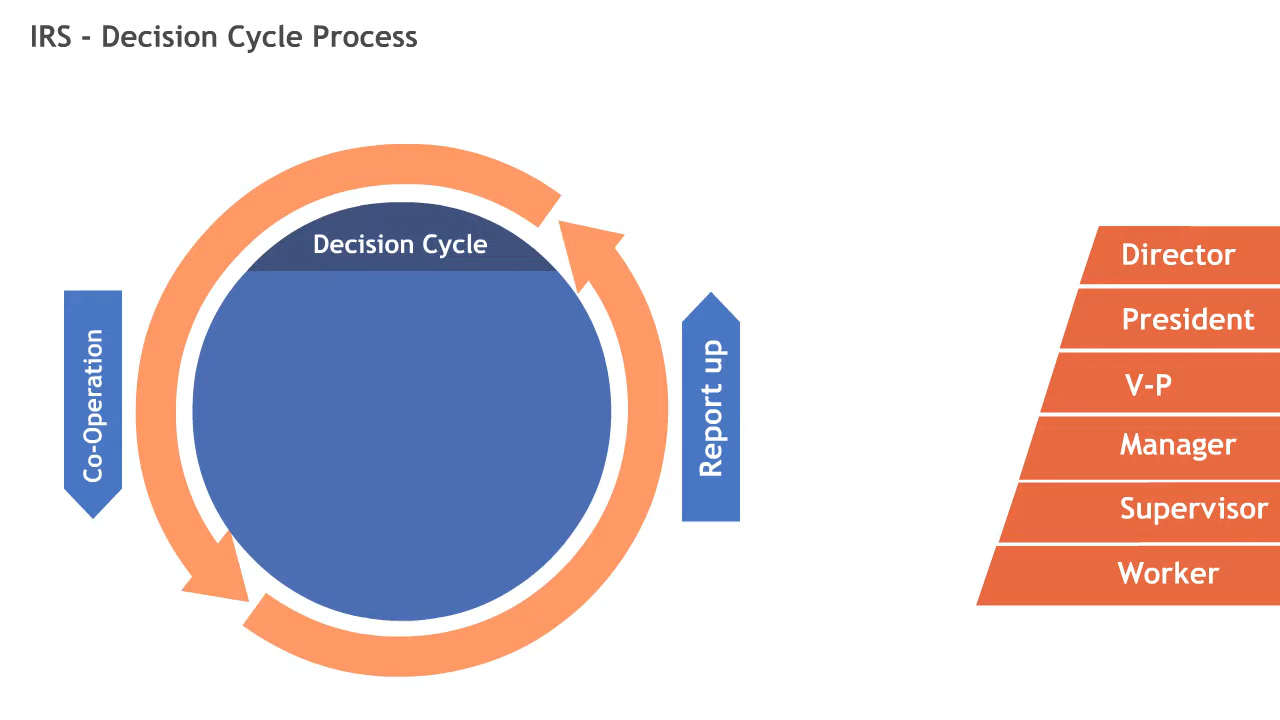 IRS - Decision Cycle Process
Decision Cycle
Co-Operation
Report up
Director
President
V-P
Manager
Supervisor
Worker